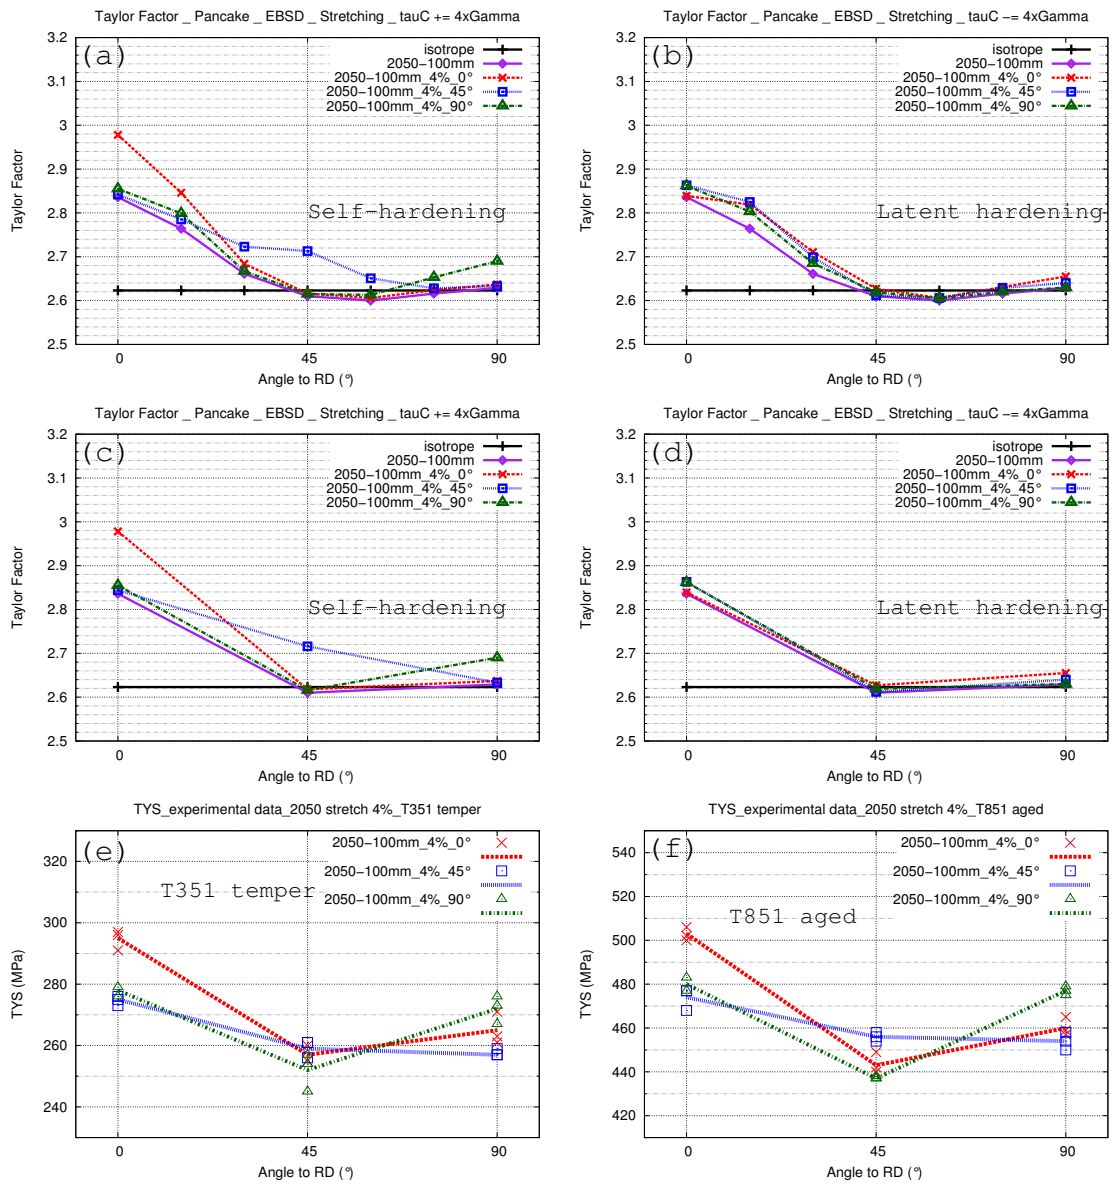 Taylor Factor _ Pancake _ EBSD _ Stretching _ tauC += 4xGamma
(a)
isotrope
2050-100mm
2050-100mm_4%_0°
2050-100mm_4%_45°
2050-100mm_4%_90°
Self-hardening
3.2
3.1
3
2.9
2.8
2.7
2.6
2.5
Taylor Factor
0
45
90
Angle to RD (°)
Taylor Factor _ Pancake _ EBSD _ Stretching _ tauC -= 4xGamma
(b)
isotrope
2050-100mm
2050-100mm_4%_0°
2050-100mm_4%_45°
2050-100mm_4%_90°
Latent hardening
3.2
3.1
3
2.9
2.8
2.7
2.6
2.5
Taylor Factor
0
45
90
Angle to RD (°)
Taylor Factor _ Pancake _ EBSD _ Stretching _ tauC += 4xGamma
(c)
isotrope
2050-100mm
2050-100mm_4%_0°
2050-100mm_4%_45°
2050-100mm_4%_90°
Self-hardening
3.2
3.1
3
2.9
2.8
2.7
2.6
2.5
Taylor Factor
0
45
90
Angle to RD (°)
Taylor Factor _ Pancake _ EBSD _ Stretching _ tauC -= 4xGamma
(d)
isotrope
2050-100mm
2050-100mm_4%_0°
2050-100mm_4%_45°
2050-100mm_4%_90
Latent hardening
3.2
3.1
3
2.9
2.8
2.7
2.6
2.5
Taylor Factor
0
45
90
Angle to RD (°)
TYS_experimental data_2050 stretch 4%_T351 temper
(e)
2050-100mm_4%_0°
2050-100mm_4%_45°
2050-100mm_4%_90°
T351 temper
320
300
280
260
240
TYS (MPa)
0
45
90
Angle to RD (°)
TYS_experimental data_2050 stretch 4%_T851 aged
(f)
2050-100mm_4%_0°
2050-100mm_4%_45°
2050-100mm_4%_90°
T851 aged
540
520
500
480
460
440
420
TYS (MPa)
0
45
90
Angle to RD (°)